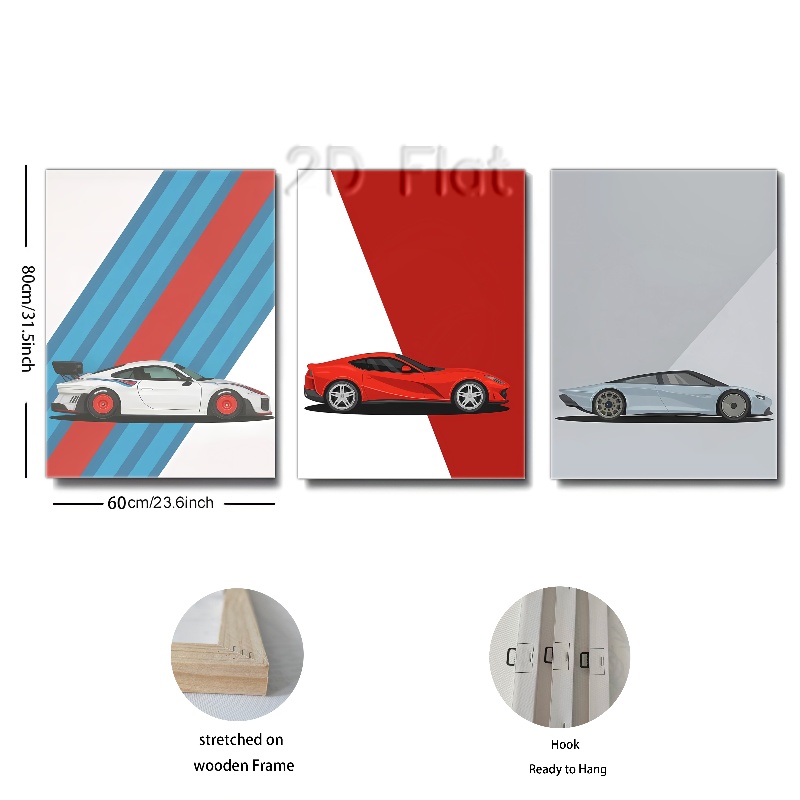 2D Flat
80cm/31.5inch
60cm/23.6inch
stretched on
wooden Frame
Hook
Ready to Hang